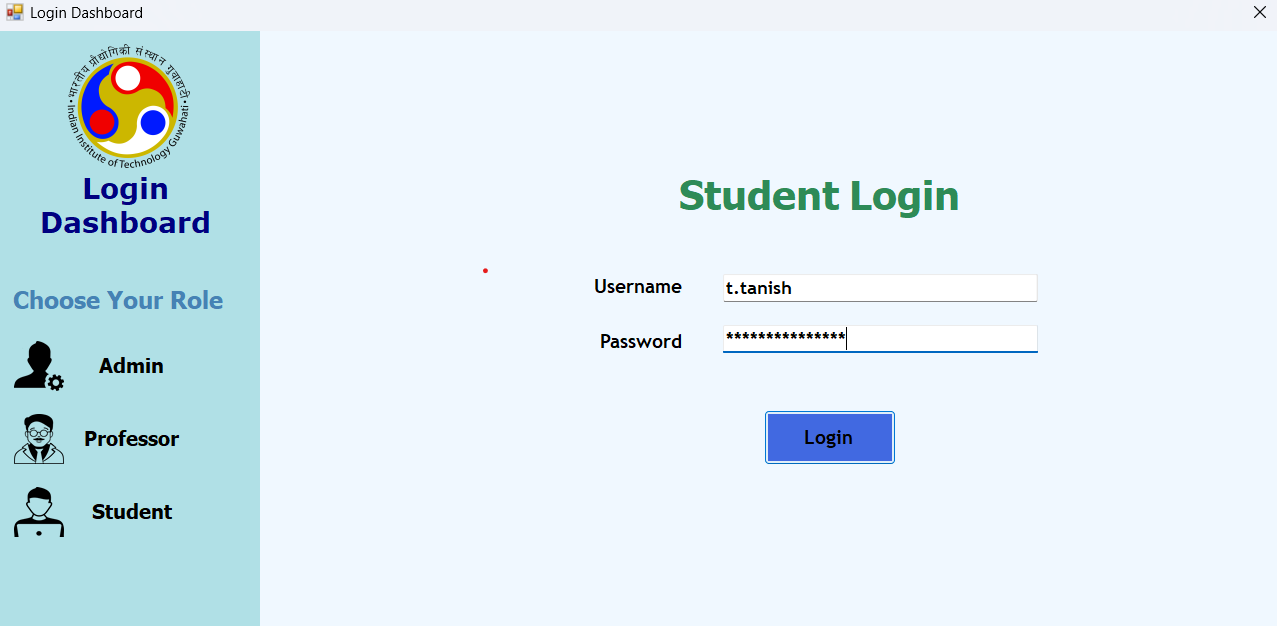 Login Dashboard
भारतीय प्रौद्योगिकी संस्थान गुवाहाटी
Indian Institute of Technology Guwahati
Login
Dashboard
Choose Your Role
Admin
Professor
Student
Student Login
Username
t.tanish
Password
***************
Login